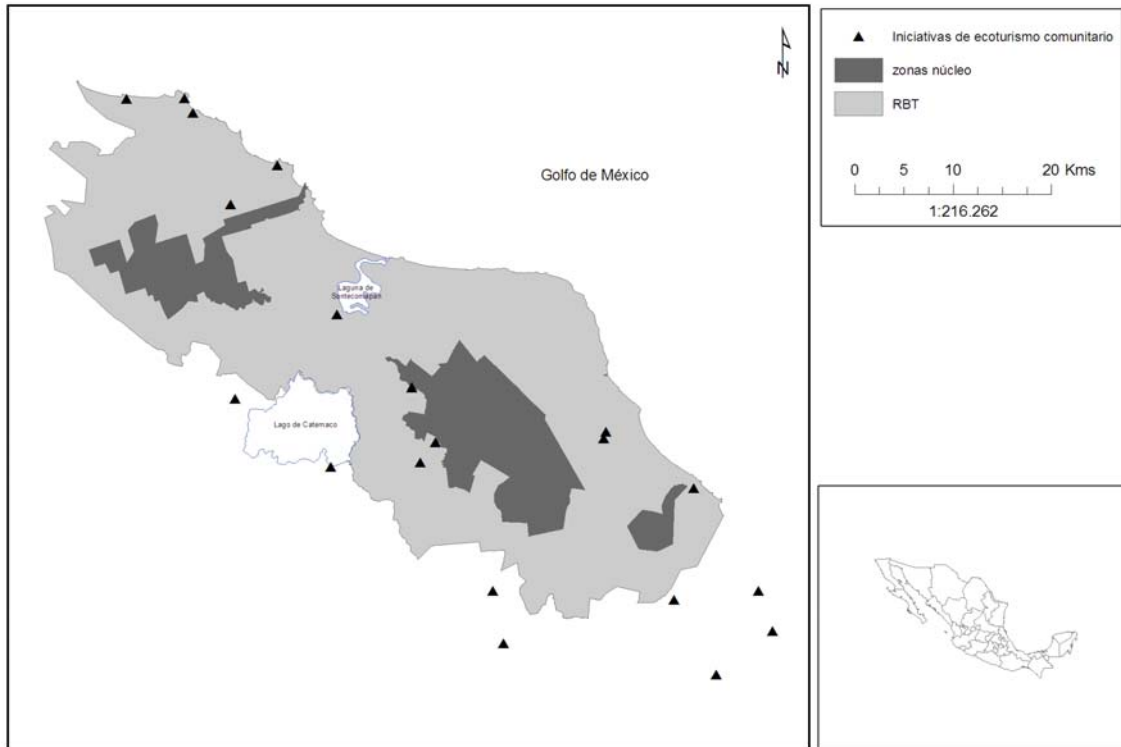 N
Golfo de México
Laguna de
Sontecomapán
Lago de Catemaco
Iniciativas de ecoturismo comunitario
zonas núcleo
RBT
0 5 10 20 Kms
1:216.262